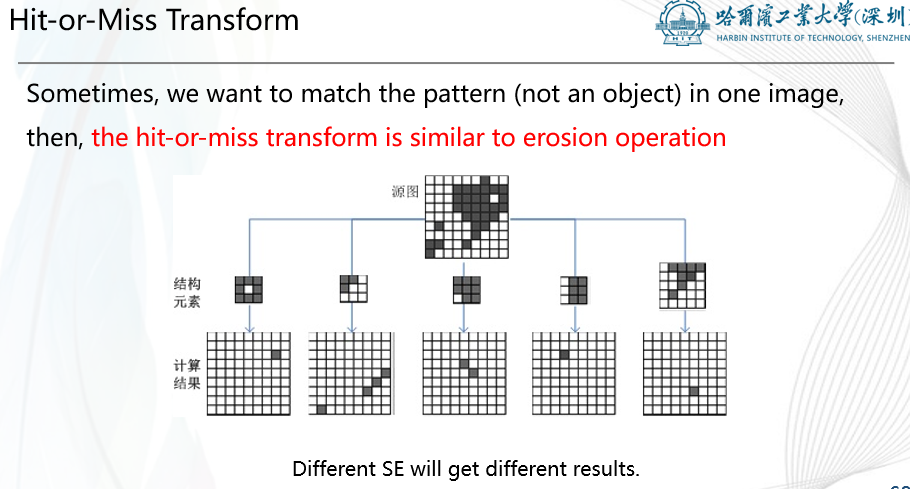 Hit-or-Miss Transform
哈爾濱工業大學(深圳)
HARBIN INSTITUTE OF TECHNOLOGY, SHENZHEN
HIT
Sometimes, we want to match the pattern (not an object) in one image,
then, the hit-or-miss transform is similar to erosion operation
源图
结构
元素
计算
结果
Different SE will get different results.